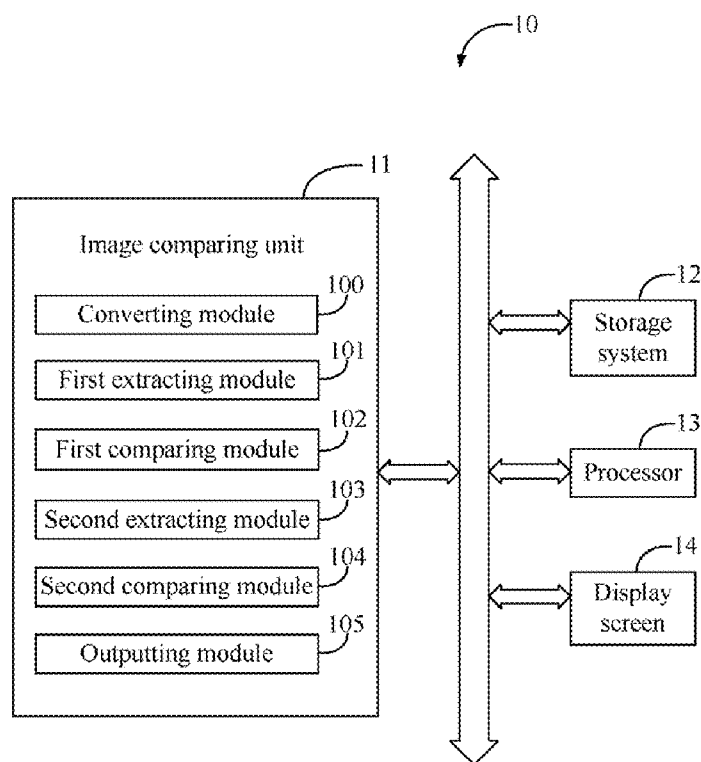 10
11
Image comparing unit
100
Converting module
101
First extracting module
102
First comparing module
103
Second extracting module
104
Second comparing module
105
Outputting module
12
Storage
system
13
Processor
14
Display
screen